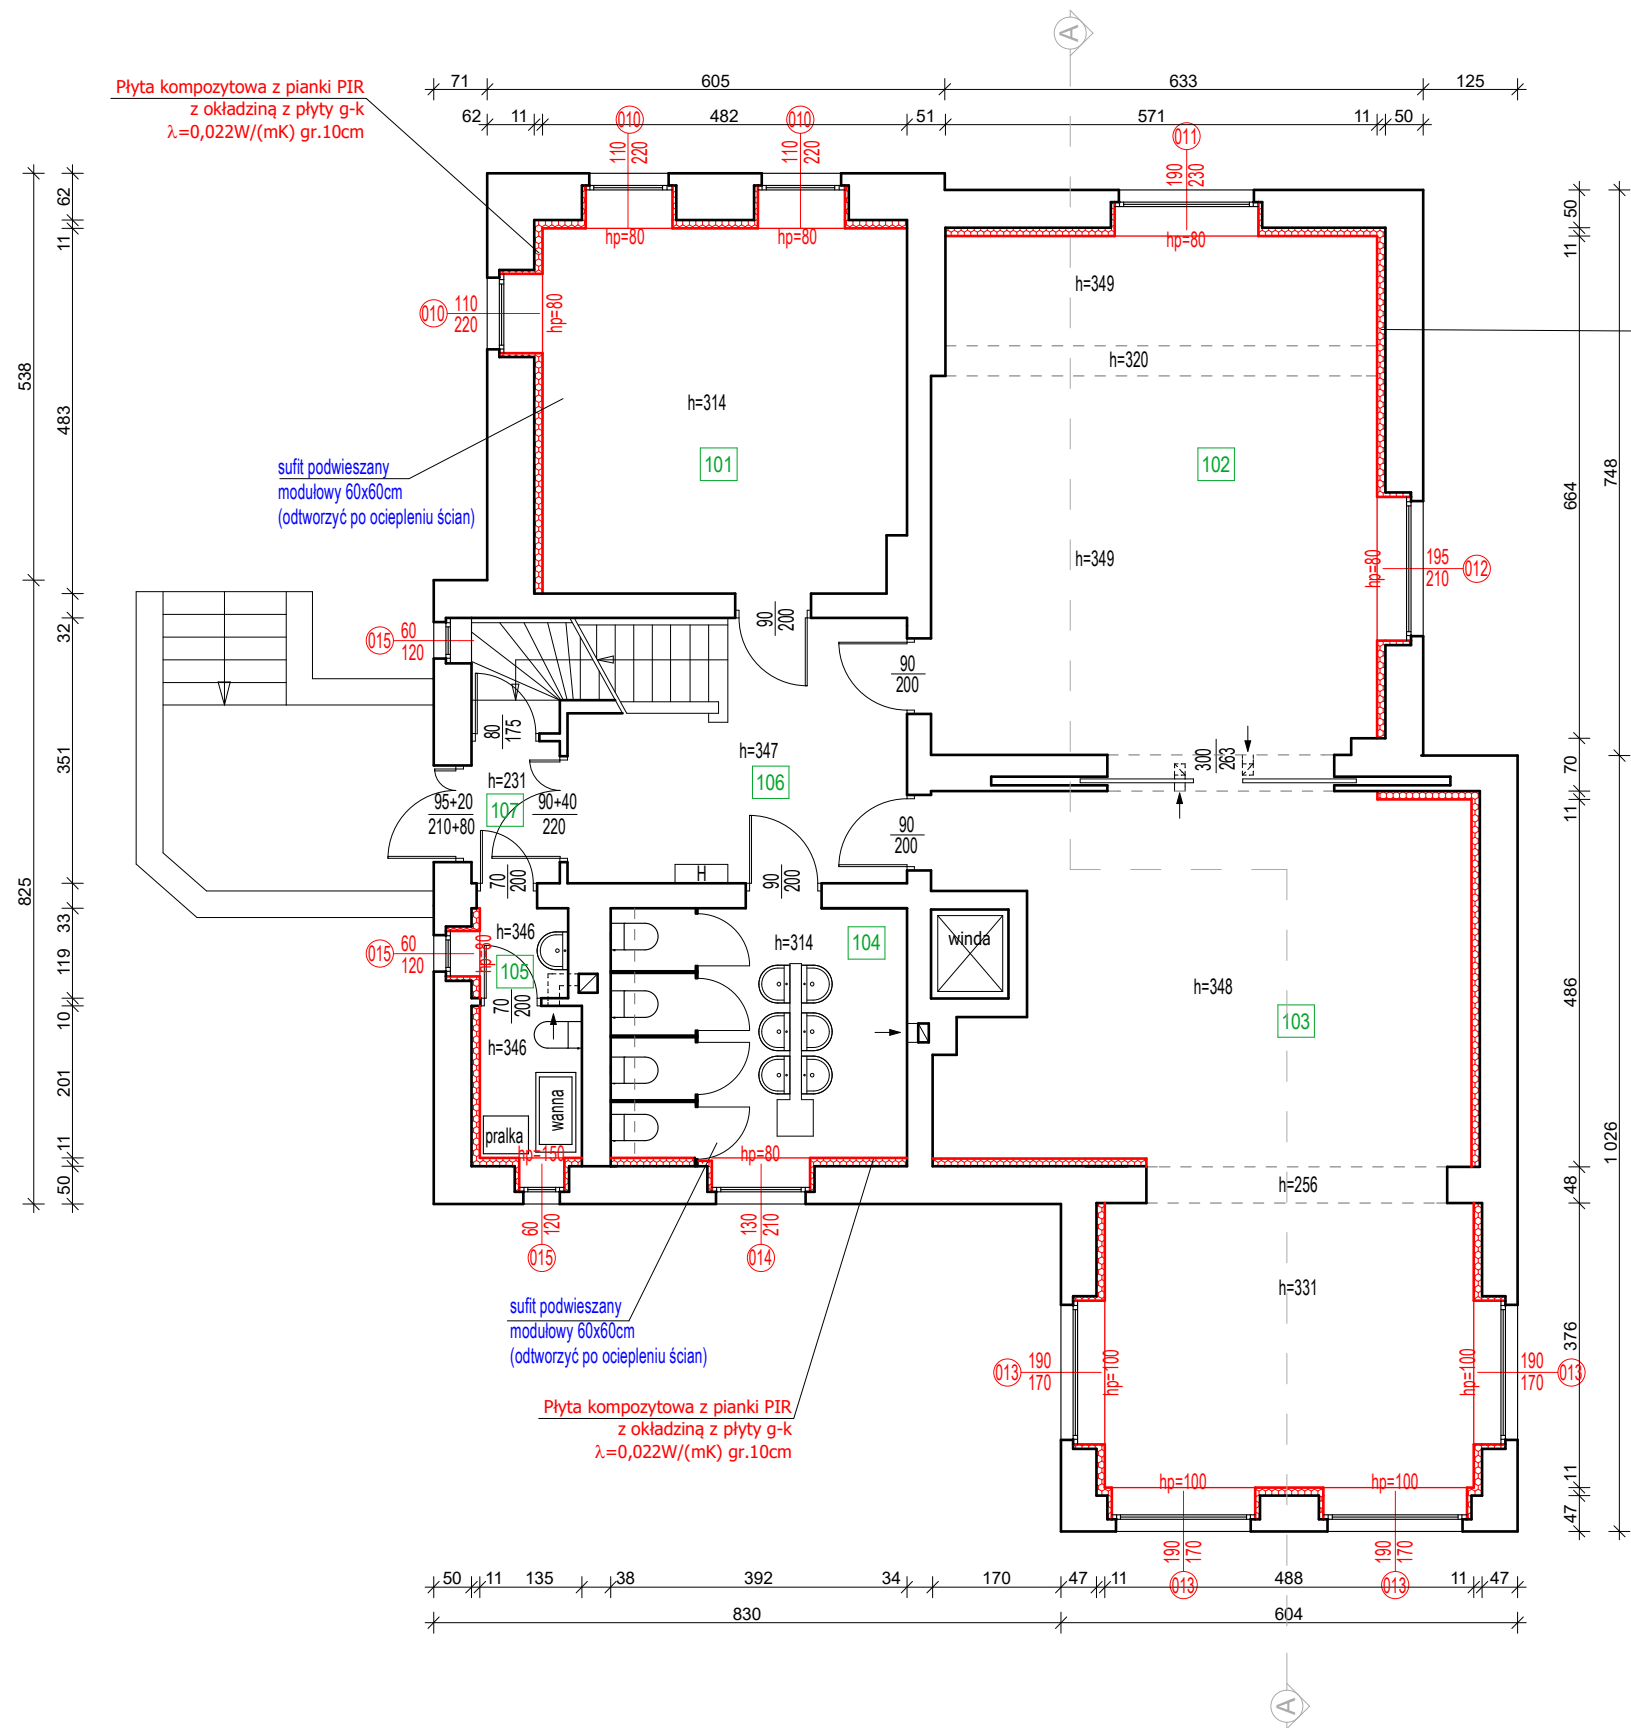 A
71
605
633
125
Płyta kompozytowa z pianki PIR
z okładziną z płyty g-k
λ=0,022W/(mK) gr.10cm
62
11
482
51
571
11
50
010
010
011
110
220
110
220
190
230
hp=80
hp=80
hp=80
62
11
538
483
32
351
825
33
119
10
201
11
50
50
11
664
748
70
11
486
1 026
48
376
11
47
010
110
220
hp=80
h=349
h=320
h=314
101
102
sufit podwieszany
modułowy 60x60cm
(odtworzyć po ociepleniu ścian)
h=349
hp=80
195
210
012
015
60
120
90
200
90
200
80
175
h=347
300
263
h=231
106
95+20
210+80
107
90+40
220
90
200
70
200
H
90
200
015
60
120
hp=80
h=346
105
h=314
104
winda
70
200
h=348
h=346
103
wanna
pralka
hp=150
hp=80
h=256
60
120
015
130
210
014
sufit podwieszany
modułowy 60x60cm
(odtworzyć po ociepleniu ścian)
h=331
013
190
170
hp=100
hp=100
190
170
013
Płyta kompozytowa z pianki PIR
z okładziną z płyty g-k
λ=0,022W/(mK) gr.10cm
hp=100
hp=100
190
170
190
170
013
013
50
11
135
38
392
34
170
47
11
488
11
47
830
604
A